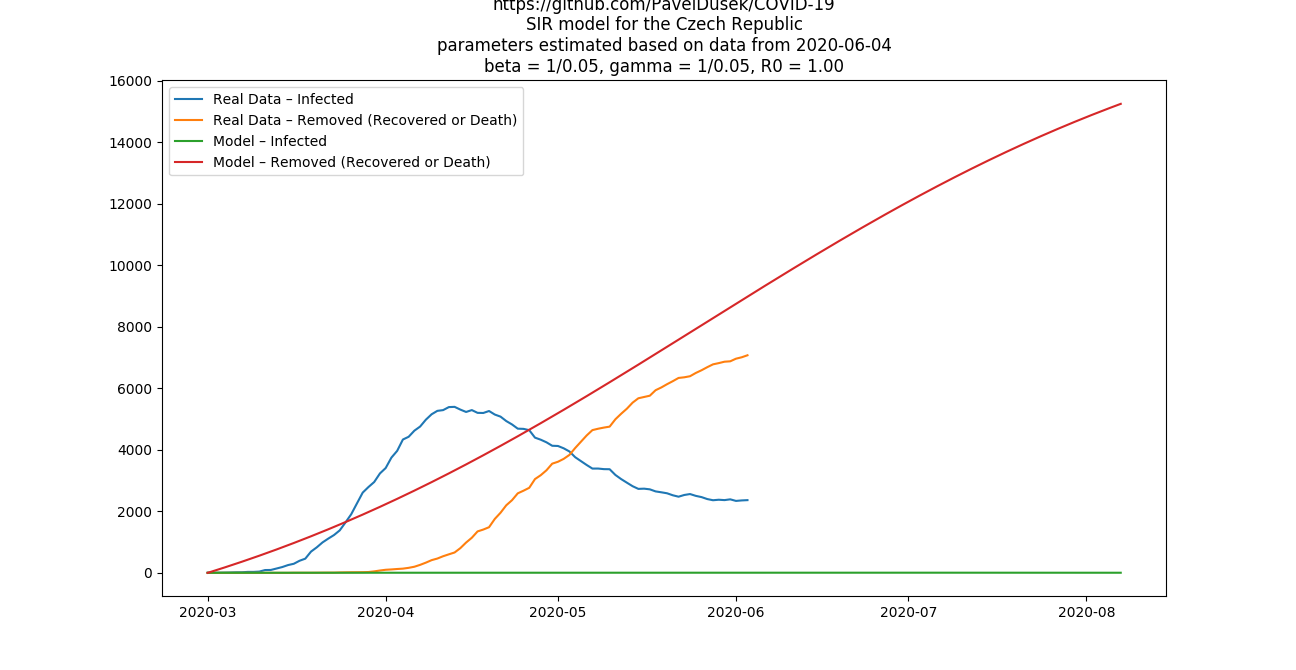 https://github.com/PavelDusek/COVID-19
SIR model for the Czech Republic
parameters estimated based on data from 2020-06-04
beta = 1/0.05, gamma = 1/0.05, R0 = 1.00
16000
14000
12000
10000
8000
6000
4000
2000
0
Real Data – Infected
Real Data – Removed (Recovered or Death)
Model – Infected
Model – Removed (Recovered or Death)
2020-03
2020-04
2020-05
2020-06
2020-07
2020-08